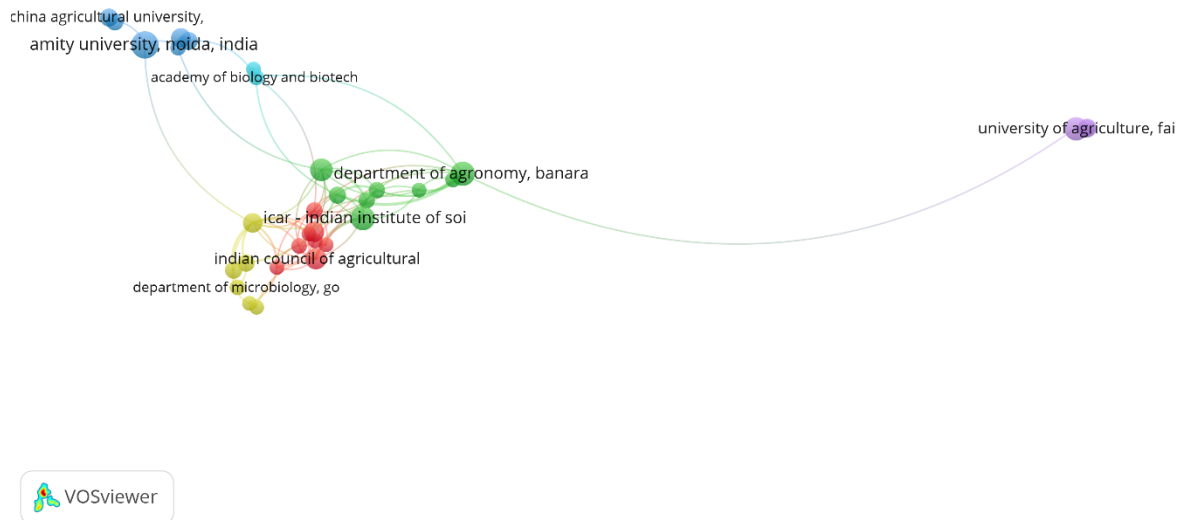 china agricultural university,
amity university, noida, india
academy of biology and biotech
university of agriculture, fai
department of agronomy, banara
icar - indian institute of soi
indian council of agricultural
department of microbiology, go
VOSviewer